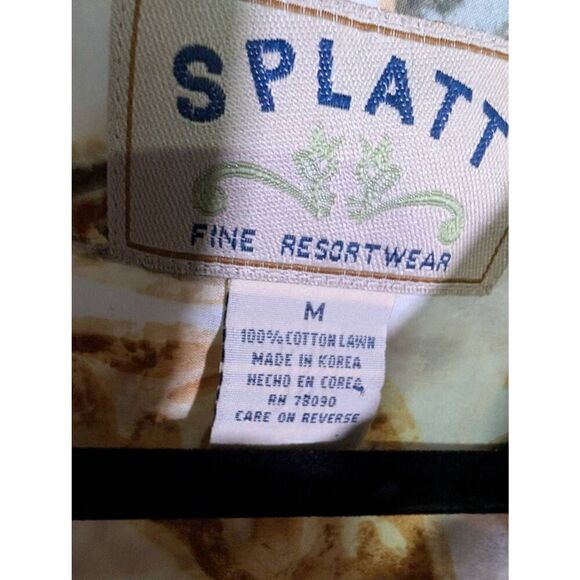 SPLATT
FINE RESORTWEAR
M
100% COTTON LAWN
MADE IN KOREA
HECHO EN COREA
RN 78090
CARE ON REVERSE